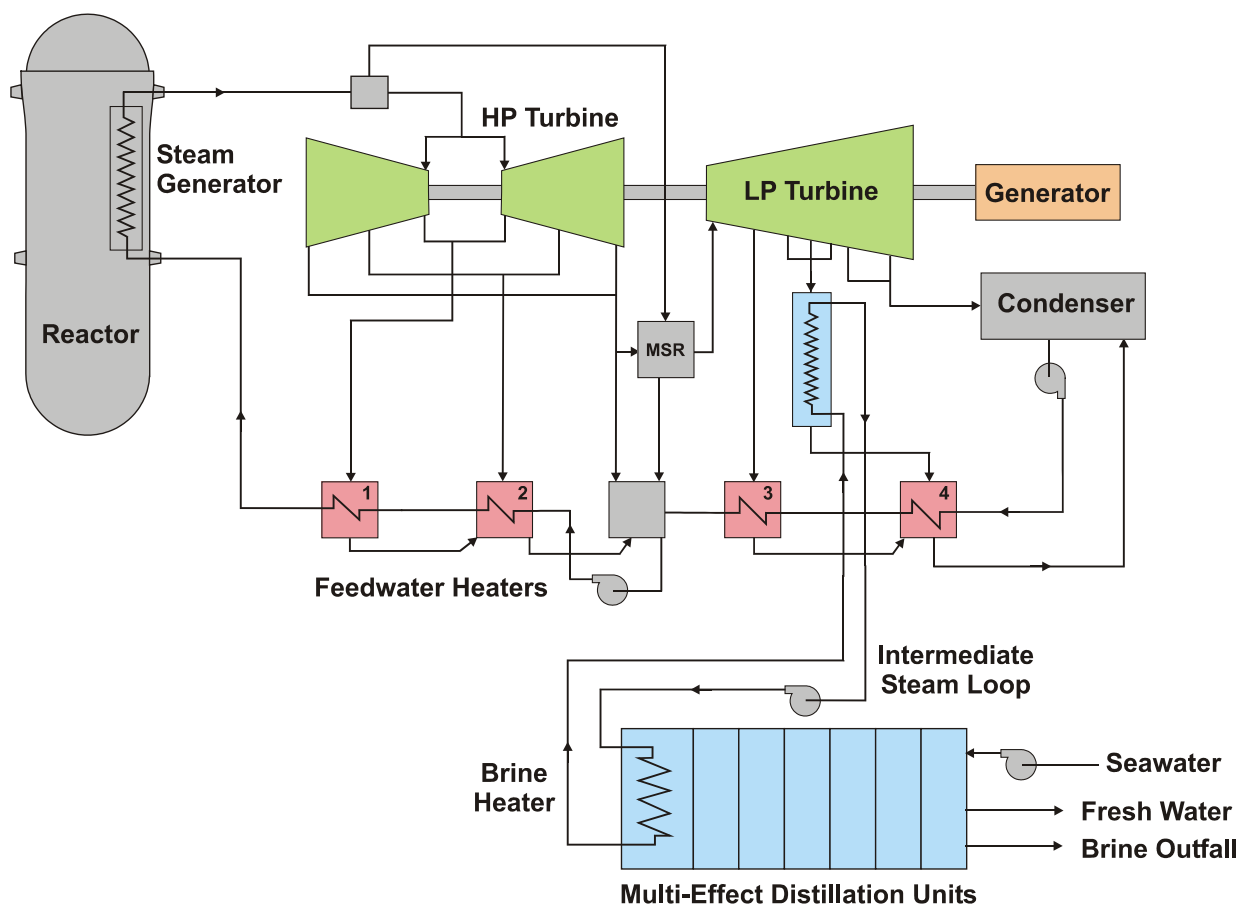 HP Turbine
Steam
Generator
LP Turbine
Generator
Reactor
Condenser
MSR
1
2
3
4
Feedwater Heaters
Intermediate
Steam Loop
Brine
Heater
Seawater
Fresh Water
Brine Outfall
Multi-Effect Distillation Units